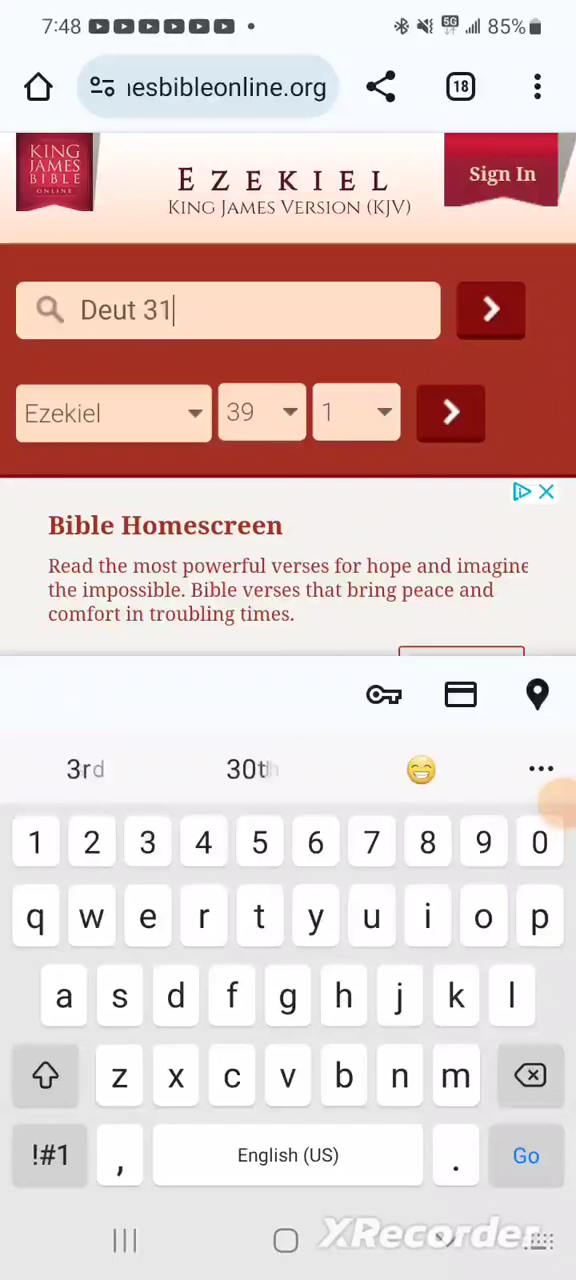 7:48 5G 85%
ıesbibleonline.org 18
KING
JAMES
BIBLE
ONLINE
EZEKIEL
KING JAMES VERSION (KJV)
Sign In
Deut 31
Ezekiel 39 1
Bible Homescreen
Read the most powerful verses for hope and imagine
the impossible. Bible verses that bring peace and
comfort in troubling times.
3rd 30th
1 2 3 4 5 6 7 8 9 0
q w e r t y u i o p
a s d f g h j k l
z x c v b n m
!#1 , English (US) . Go
XRecorder